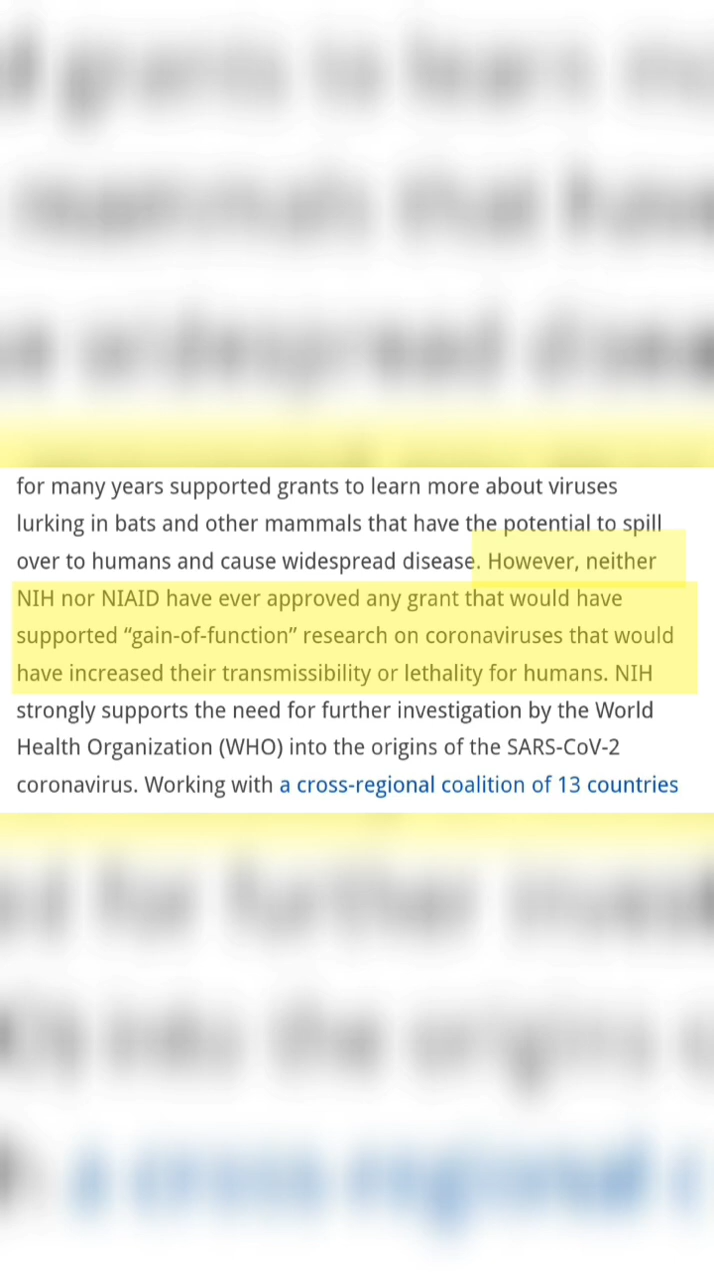 for many years supported grants to learn more about viruses
lurking in bats and other mammals that have the potential to spill
over to humans and cause widespread disease. However, neither
NIH nor NIAID have ever approved any grant that would have
supported “gain-of-function” research on coronaviruses that would
have increased their transmissibility or lethality for humans. NIH
strongly supports the need for further investigation by the World
Health Organization (WHO) into the origins of the SARS-CoV-2
coronavirus. Working with a cross-regional coalition of 13 countries